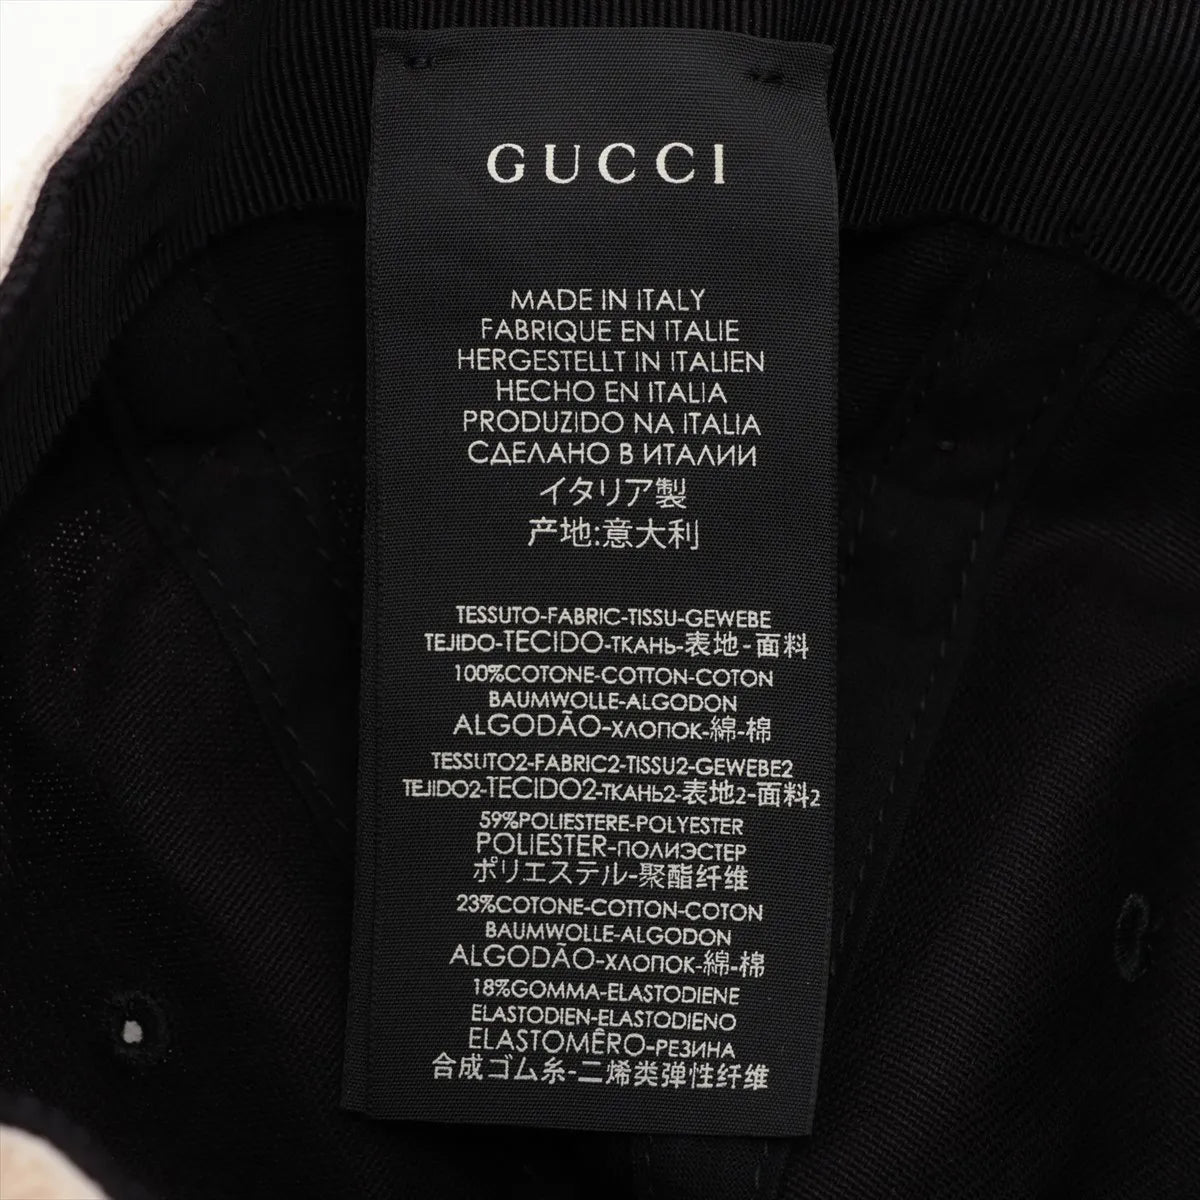 GUCCI
MADE IN ITALY
FABRIQUE EN ITALIE
HERGESTELLT IN ITALIEN
HECHO EN ITALIA
PRODUZIDO NA ITALIA
СДЕЛАНО В ИТАЛИИ
イタリア製
产地:意大利
TESSUTO-FABRIC-TISSU-GEWEBE
TEJIDO-TECIDO-ТКАНЬ-表地-面料
100%COTONE-COTTON-COTON
BAUMWOLLE-ALGODON
ALGODÃO-ХЛОПОК-綿-棉
TESSUTO2-FABRIC2-TISSU2-GEWEBE2
TEJIDO2-TECIDO2-ТКАНЬ2-表地2-面料2
59%POLIESTERE-POLYESTER
POLIESTER-ПОЛИЭСТЕР
ポリエステル-聚酯纤维
23%COTONE-COTTON-COTON
BAUMWOLLE-ALGODON
ALGODÃO-ХЛОПОК-綿-棉
18%GOMMA-ELASTODIENE
ELASTODIEN-ELASTODIENO
ELASTOMÊRO-РЕЗИНА
合成ゴム糸-二烯类弹性纤维